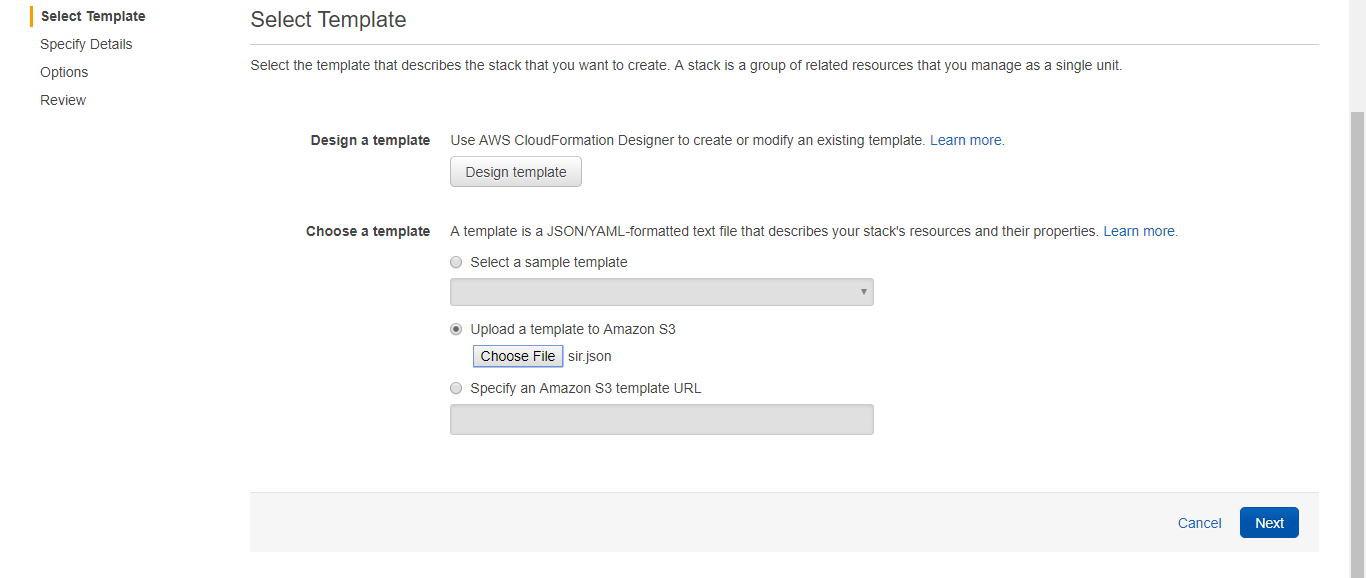 Select Template
Specify Details
Options
Review
Select Template
Select the template that describes the stack that you want to create. A stack is a group of related resources that you manage as a single unit.
Design a template Use AWS CloudFormation Designer to create or modify an existing template. Learn more.
Design template
Choose a template A template is a JSON/YAML-formatted text file that describes your stack's resources and their properties. Learn more.
Select a sample template
Upload a template to Amazon S3
Choose File sir.json
Specify an Amazon S3 template URL
Cancel Next